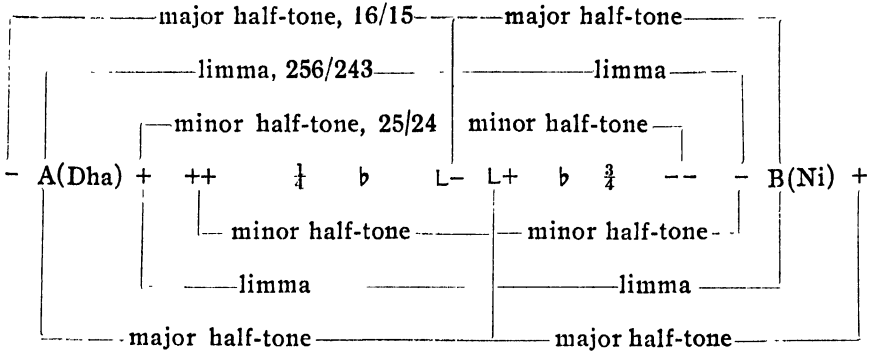 major half-tone, 16/15 major half-tone
limma, 256/243 limma
minor half-tone, 25/24 minor half-tone
- A(Dha) + ++ ¼ ♭ L- L+ ♭ ¾ -- - B(Ni) +
minor half-tone minor half-tone
limma limma
major half-tone major half-tone